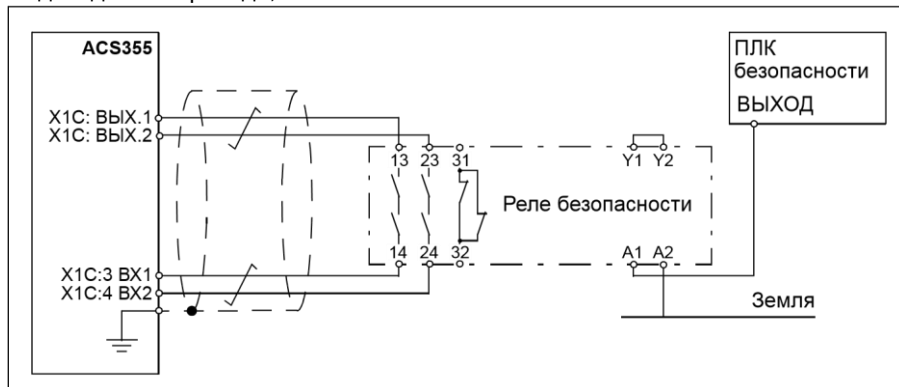 ACS355
ПЛК
безопасности
ВЫХОД
X1C: ВЫХ.1
X1C: ВЫХ.2
13 23 31
Y1 Y2
Реле безопасности
14 24 32
A1 A2
X1C:3 ВХ1
X1C:4 ВХ2
Земля